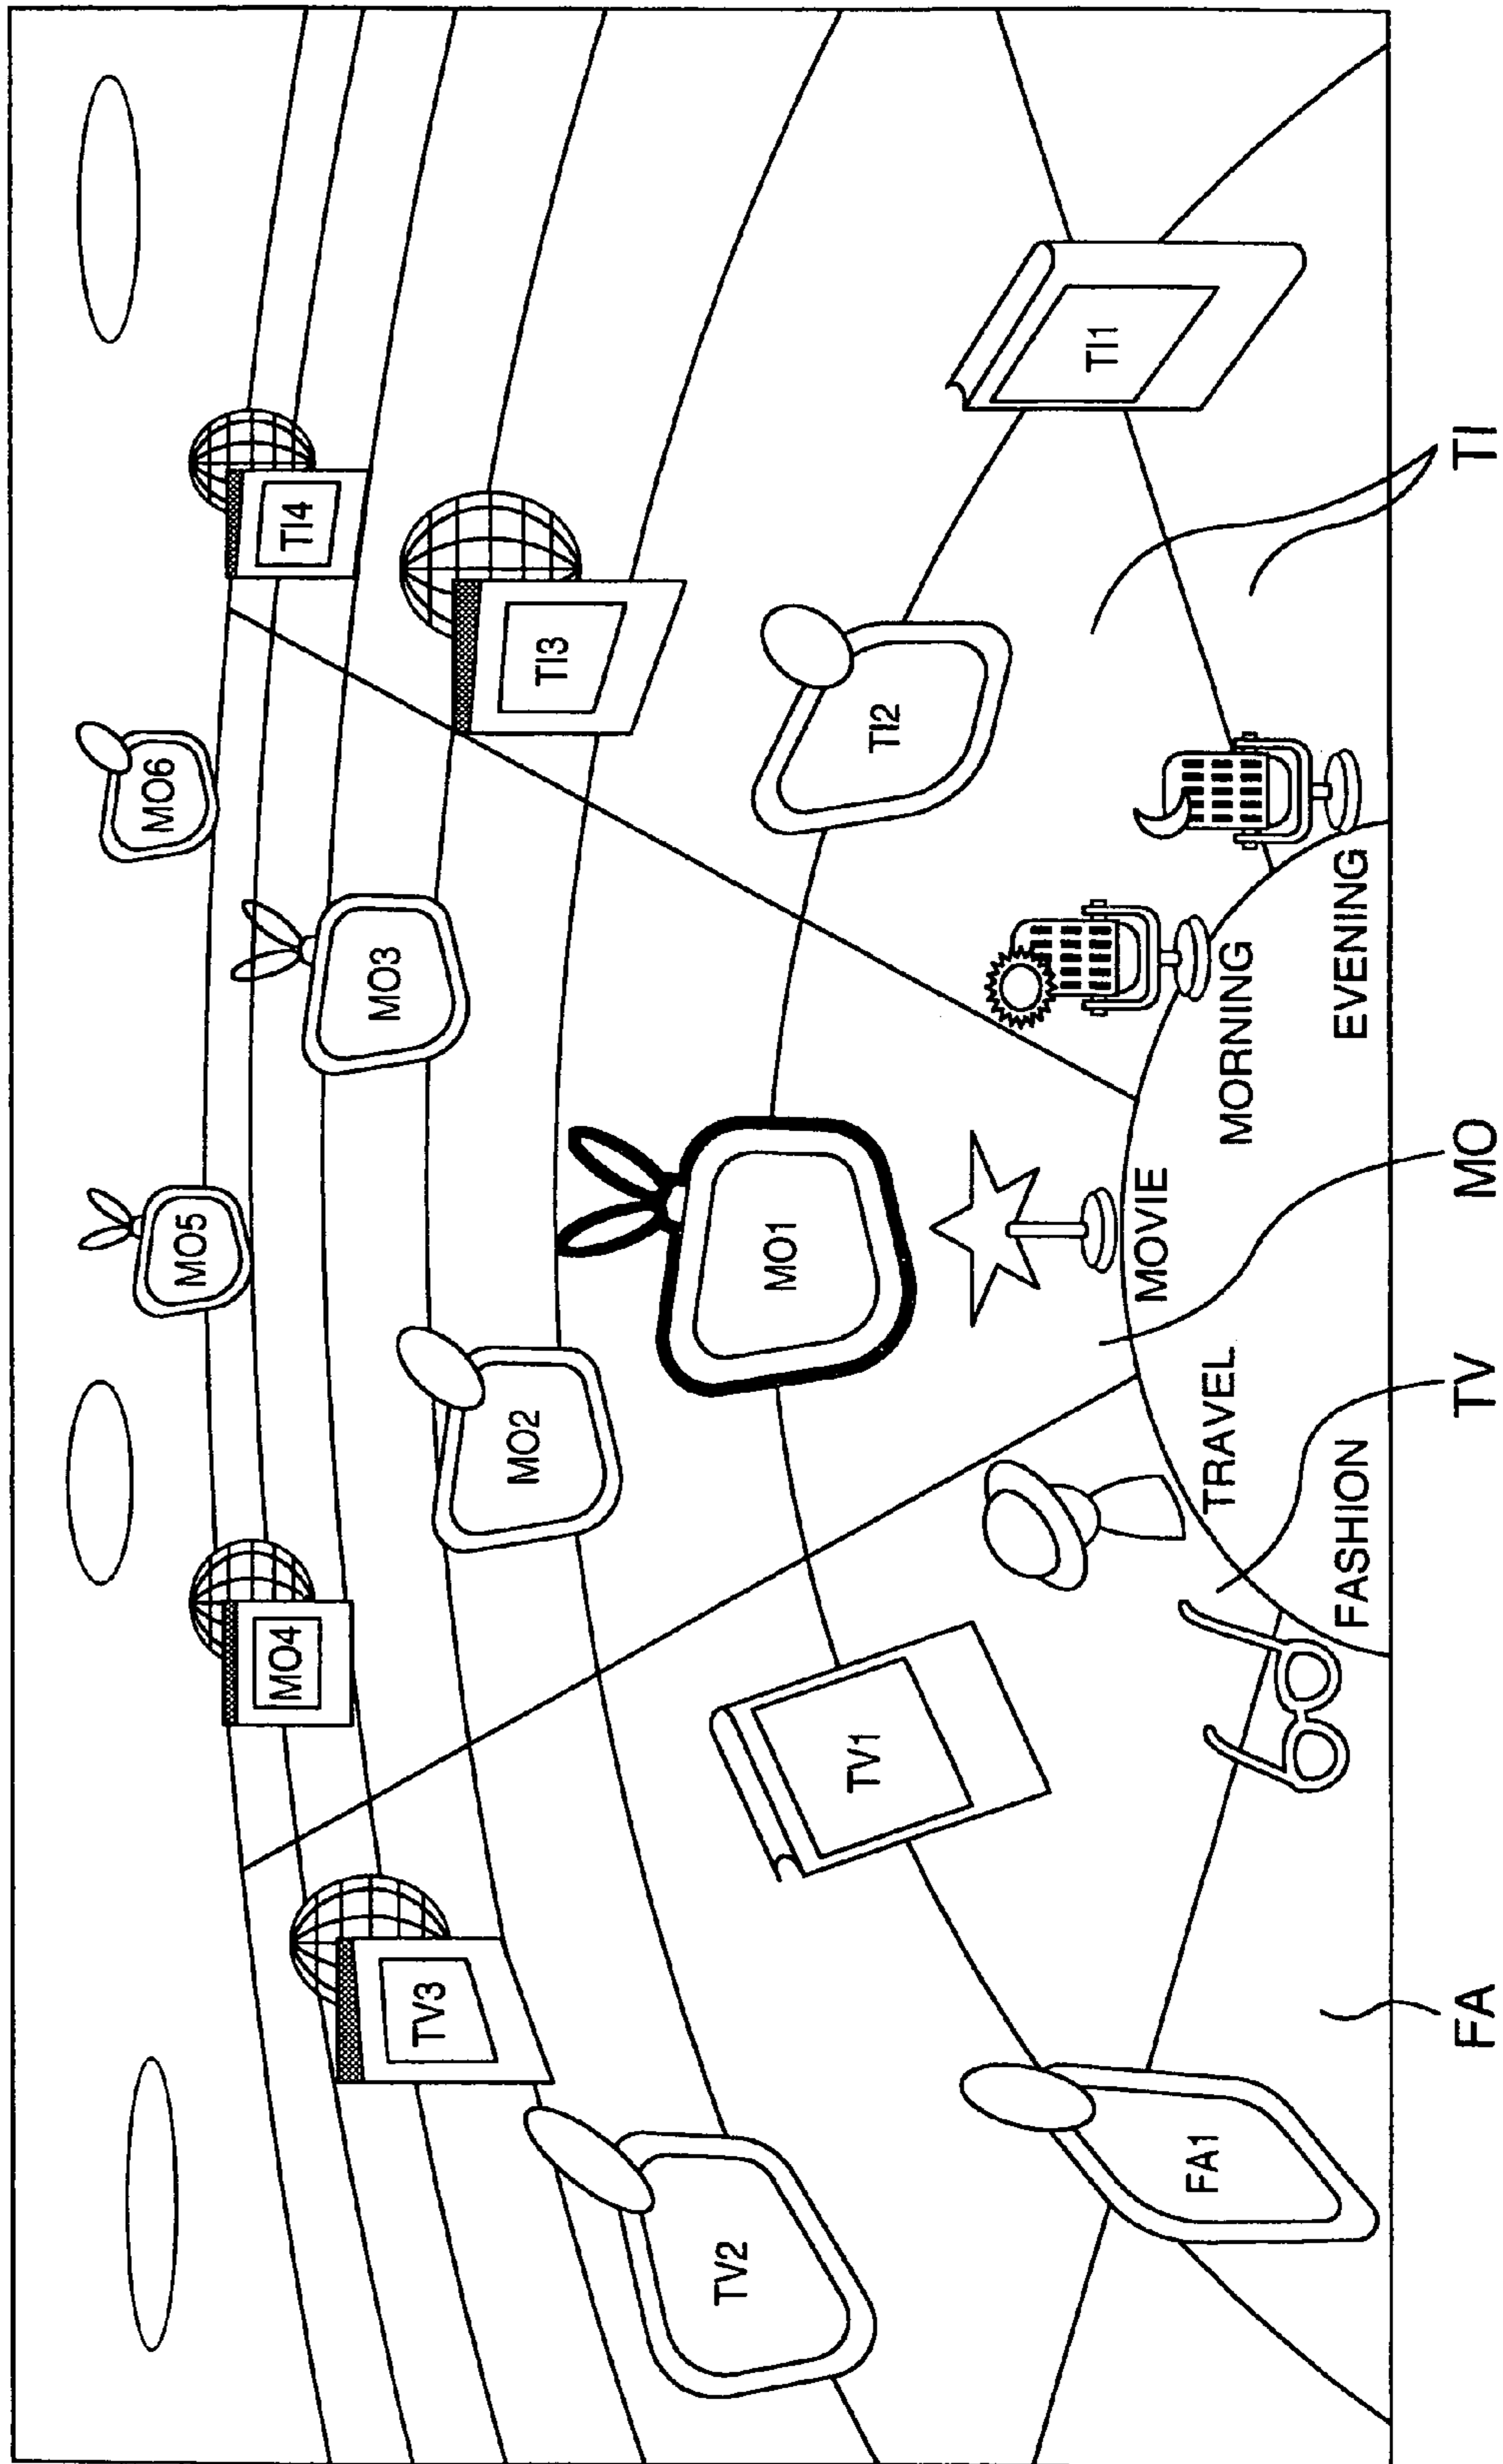 MO5
MO6
MO4
TI4
MO3
TV3
MO2
TI3
TV2
MO1
TV1
TI2
TI1
MOVIE
FA1
TRAVEL
MORNING
FASHION
EVENING
FA
TV
MO
TI